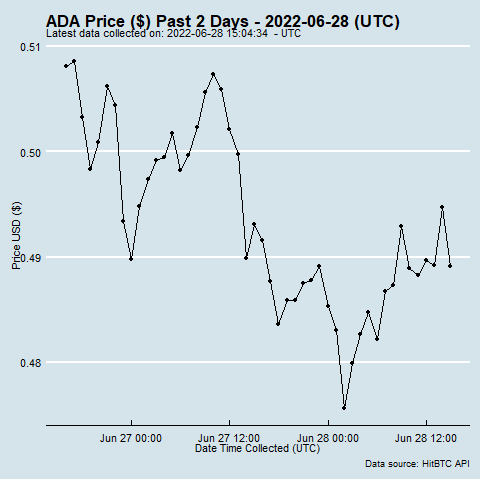 ADA Price ($) Past 2 Days - 2022-06-28 (UTC)
Latest data collected on: 2022-06-28 15:04:34 - UTC
0.51
0.50
0.49
0.48
Price USD ($)
Jun 27 00:00 Jun 27 12:00 Jun 28 00:00 Jun 28 12:00
Date Time Collected (UTC)
Data source: HitBTC API